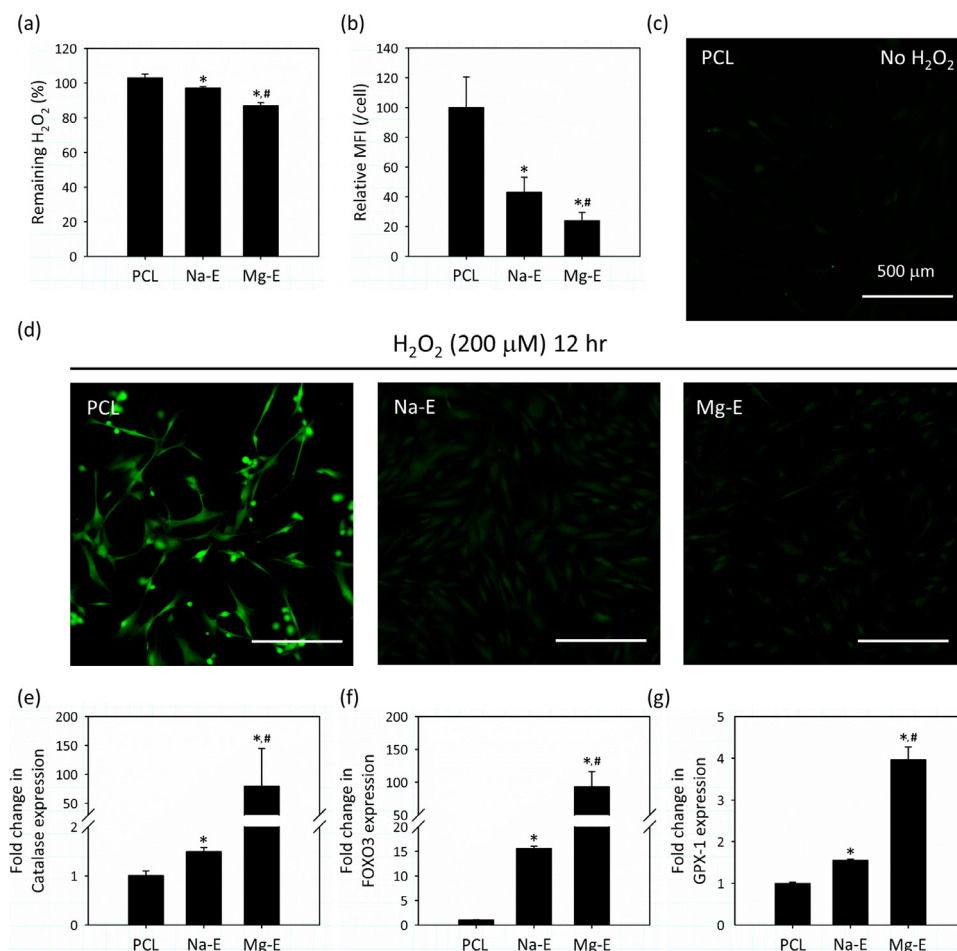 (a)
Remaining H₂O₂ (%)
120
100
80
60
40
20
0
*
*,#
PCL
Na-E
Mg-E
(b)
Relative MFI (/cell)
140
120
100
80
60
40
20
0
*
*,#
PCL
Na-E
Mg-E
(c)
PCL
No H₂O₂
500 μm
(d)
H₂O₂ (200 μM) 12 hr
PCL
Na-E
Mg-E
(e)
Fold change in
Catalase expression
200
150
100
50
2
1
0
*
*,#
PCL
Na-E
Mg-E
(f)
Fold change in
FOXO3 expression
200
150
100
50
20
15
10
5
0
*
*,#
PCL
Na-E
Mg-E
(g)
Fold change in
GPX-1 expression
5
4
3
2
1
0
*
*,#
PCL
Na-E
Mg-E